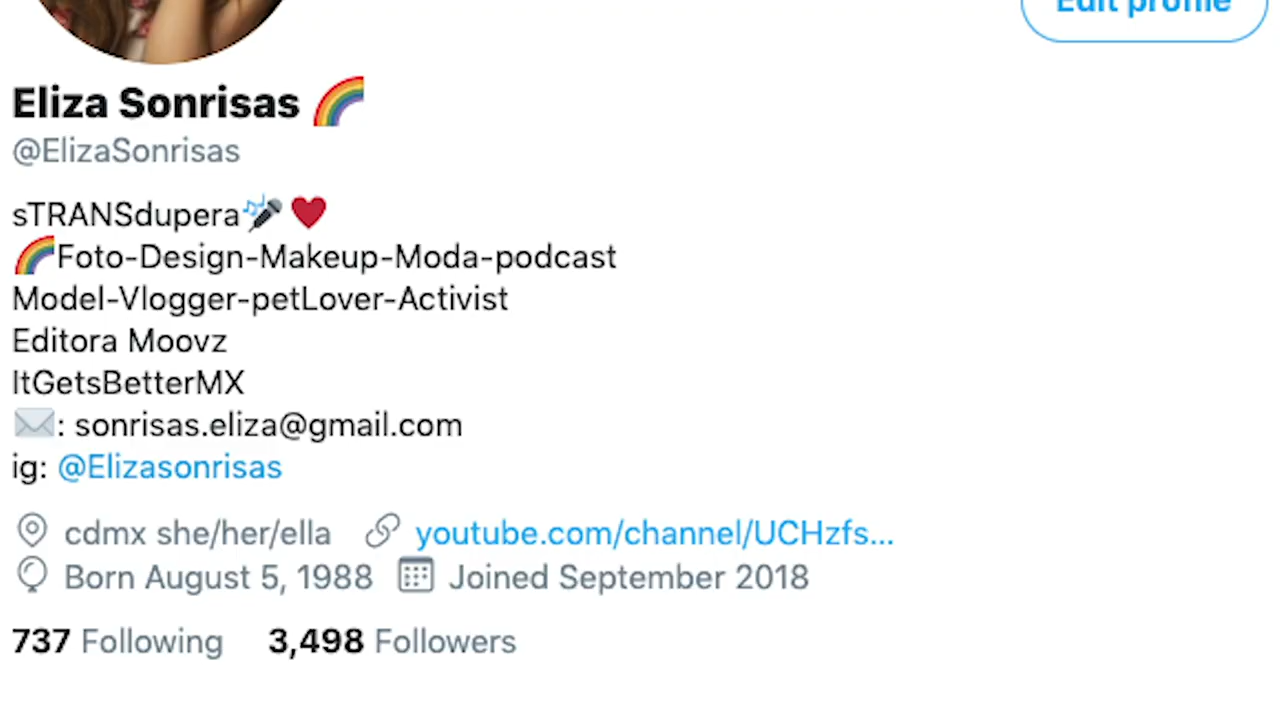 Edit profile
Eliza Sonrisas 🌈
@ElizaSonrisas
sTRANSdupera🎤❤️
🌈Foto-Design-Makeup-Moda-podcast
Model-Vlogger-petLover-Activist
Editora Moovz
ItGetsBetterMX
✉️: sonrisas.eliza@gmail.com
ig: @Elizasonrisas
cdmx she/her/ella youtube.com/channel/UCHzfs...
Born August 5, 1988 Joined September 2018
737 Following 3,498 Followers